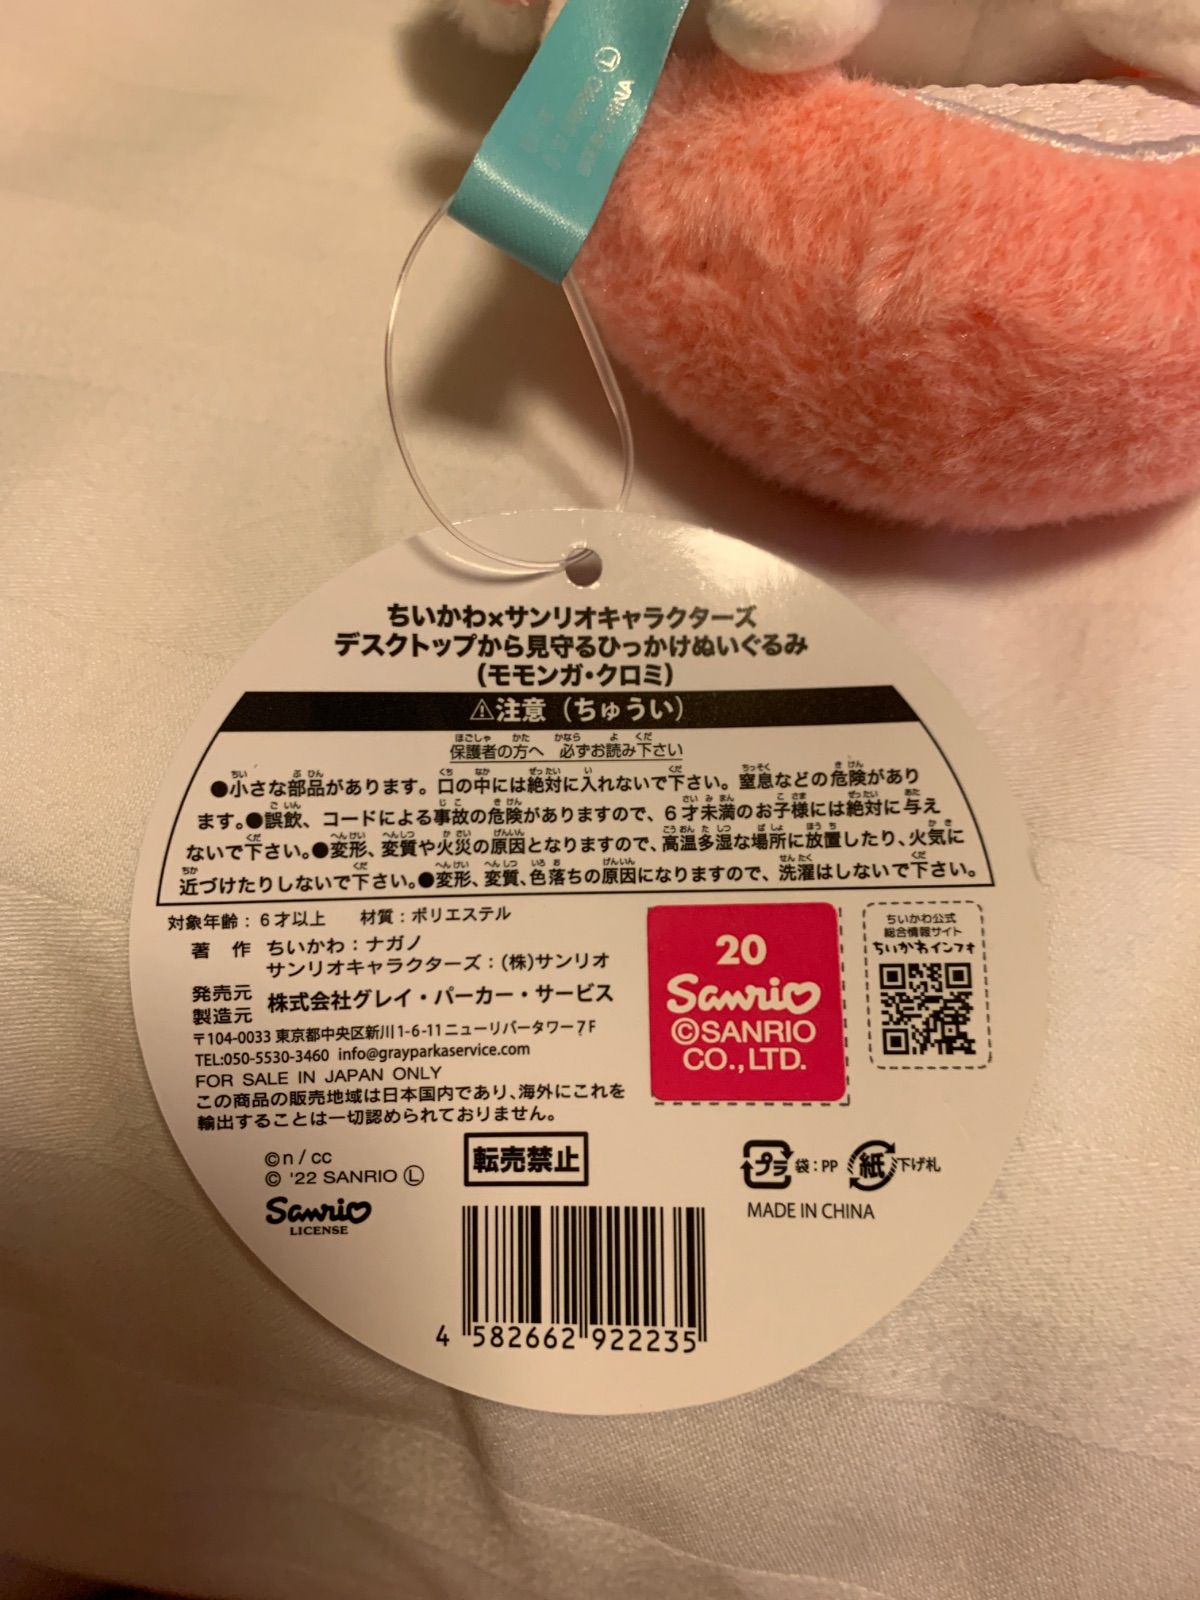 MADE IN CHINA
ちいかわ×サンリオキャラクターズ
デスクトップから見守るひっかけぬいぐるみ
(モモンガ・クロミ)
⚠注意（ちゅうい）
保護者の方へ 必ずお読み下さい
●小さな部品があります。口の中には絶対に入れないで下さい。窒息などの危険があり
ます。●誤飲、コードによる事故の危険がありますので、6才未満のお子様には絶対に与え
ないで下さい。●変形、変質や火災の原因となりますので、高温多湿な場所に放置したり、火気に
近づけたりしないで下さい。●変形、変質、色落ちの原因になりますので、洗濯はしないで下さい。
対象年齢：6才以上 材質：ポリエステル
著 作 ちいかわ：ナガノ
サンリオキャラクターズ：(株)サンリオ
発売元
製造元
株式会社グレイ・パーカー・サービス
〒104-0033 東京都中央区新川1-6-11ニューリバータワー7F
TEL:050-5530-3460 info@grayparkaservice.com
FOR SALE IN JAPAN ONLY
この商品の販売地域は日本国内であり、海外にこれを
輸出することは一切認められておりません。
20
Sanrio
©SANRIO
CO.,LTD.
ちいかわ公式
総合情報サイト
ちいかわインフォ
©n / cc
© '22 SANRIO Ⓛ
Sanrio
LICENSE
転売禁止
プラ 袋：PP 紙 下げ札
MADE IN CHINA
4 582662 922235